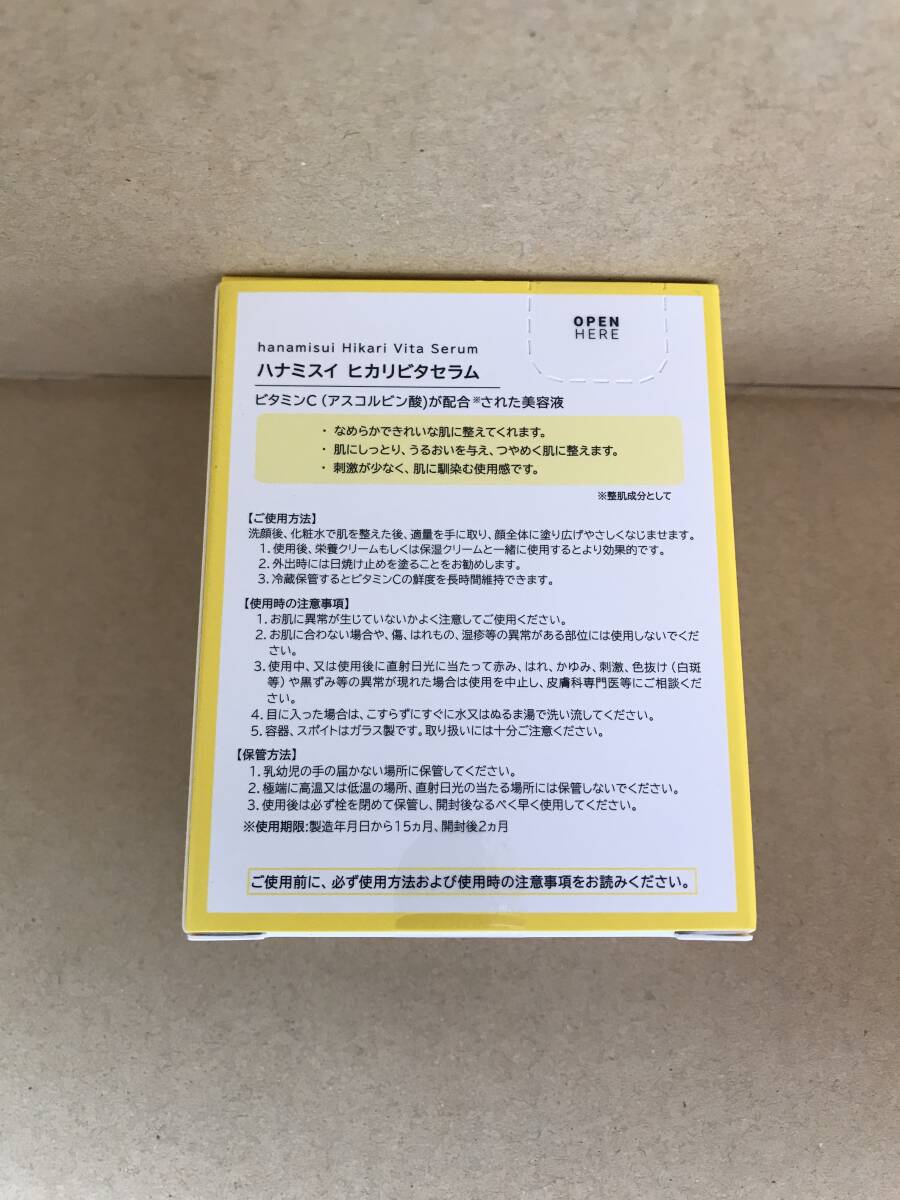 OPEN
HERE
hanamisui Hikari Vita Serum
ハナミスイ ヒカリビタセラム
ビタミンC (アスコルビン酸)が配合※された美容液
・ なめらかできれいな肌に整えてくれます。
・ 肌にしっとり、うるおいを与え、つやめく肌に整えます。
・ 刺激が少なく、肌に馴染む使用感です。
※整肌成分として
【ご使用方法】
洗顔後、化粧水で肌を整えた後、適量を手に取り、顔全体に塗り広げやさしくなじませます。
1. 使用後、栄養クリームもしくは保湿クリームと一緒に使用するとより効果的です。
2. 外出時には日焼け止めを塗ることをお勧めします。
3. 冷蔵保管するとビタミンCの鮮度を長時間維持できます。
【使用時の注意事項】
1. お肌に異常が生じていないかよく注意してご使用ください。
2. お肌に合わない場合や、傷、はれもの、湿疹等の異常がある部位には使用しないでくだ
さい。
3. 使用中、又は使用後に直射日光に当たって赤み、はれ、かゆみ、刺激、色抜け(白斑
等)や黒ずみ等の異常が現れた場合は使用を中止し、皮膚科専門医等にご相談くだ
さい。
4. 目に入った場合は、こすらずにすぐに水又はぬるま湯で洗い流してください。
5. 容器、スポイトはガラス製です。取り扱いには十分ご注意ください。
【保管方法】
1. 乳幼児の手の届かない場所に保管してください。
2. 極端に高温又は低温の場所、直射日光の当たる場所には保管しないでください。
3. 使用後は必ず栓を閉めて保管し、開封後なるべく早く使用してください。
※使用期限:製造年月日から15ヵ月、開封後2ヵ月
ご使用前に、必ず使用方法および使用時の注意事項をお読みください。